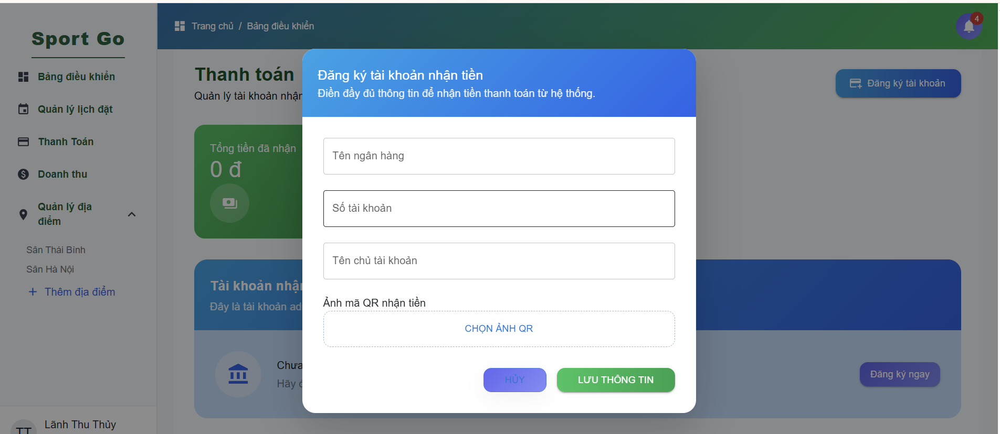 Sport Go
Bảng điều khiển
Quản lý lịch đặt
Thanh Toán
Doanh thu
Quản lý địa
điểm
Sân Thái Bình
Sân Hà Nội
+ Thêm địa điểm
Lãnh Thu Thủy
TT
Trang chủ / Bảng điều khiển
4
Thanh toán
Quản lý tài khoản nhận
Đăng ký tài khoản
Tổng tiền đã nhận
0 đ
Tài khoản nhận
Đây là tài khoản
Chưa
Hãy
Đăng ký ngay
Đăng ký tài khoản nhận tiền
Điền đầy đủ thông tin để nhận tiền thanh toán từ hệ thống.
Tên ngân hàng
Số tài khoản
Tên chủ tài khoản
Ảnh mã QR nhận tiền
CHỌN ẢNH QR
HỦY
LƯU THÔNG TIN